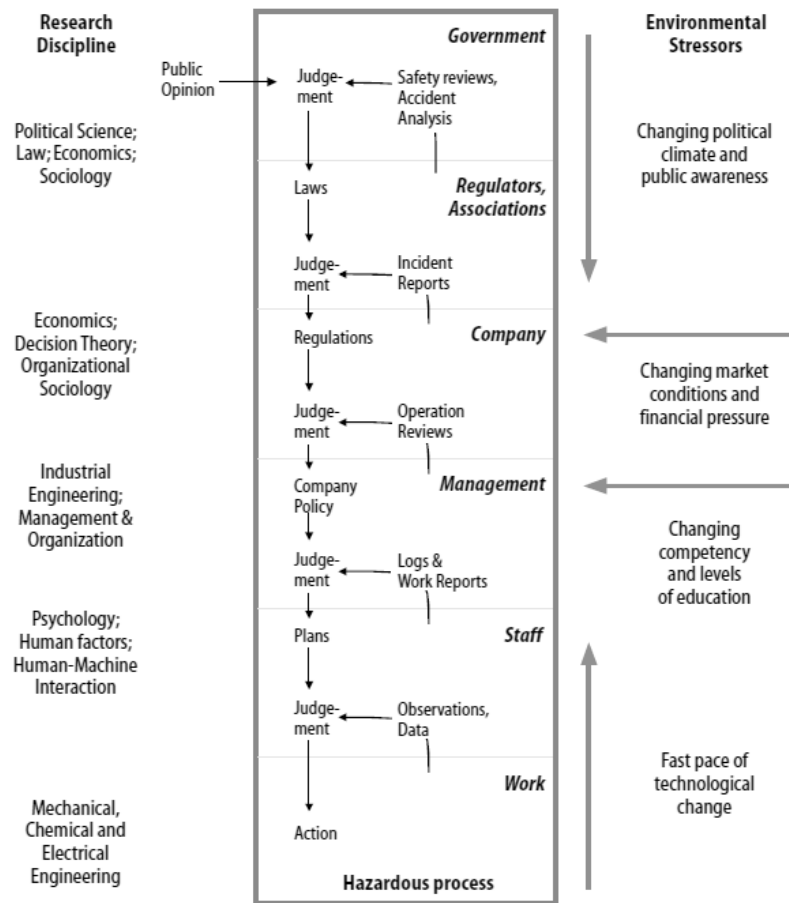 Research
Discipline
Political Science;
Law; Economics;
Sociology
Economics;
Decision Theory;
Organizational
Sociology
Industrial
Engineering;
Management &
Organization
Psychology;
Human factors;
Human-Machine
Interaction
Mechanical,
Chemical and
Electrical
Engineering
Public
Opinion
Government
Judge-
ment
Safety reviews,
Accident
Analysis
Laws
Regulators,
Associations
Judge-
ment
Incident
Reports
Regulations
Company
Judge-
ment
Operation
Reviews
Company
Policy
Management
Judge-
ment
Logs &
Work Reports
Plans
Staff
Judge-
ment
Observations,
Data
Work
Action
Hazardous process
Environmental
Stressors
Changing political
climate and
public awareness
Changing market
conditions and
financial pressure
Changing
competency
and levels
of education
Fast pace of
technological
change